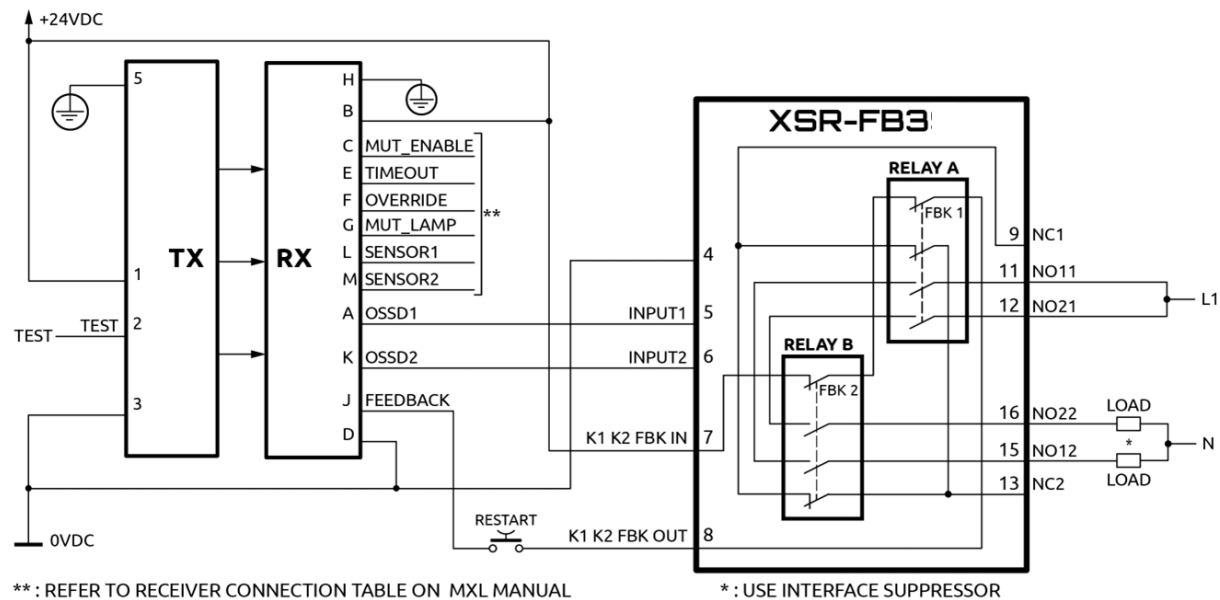 +24VDC
5
1
TEST
TEST
2
3
TX
RX
H
B
C MUT_ENABLE
E TIMEOUT
F OVERRIDE
G MUT_LAMP
L SENSOR1
M SENSOR2
**
A OSSD1
K OSSD2
J FEEDBACK
D
0VDC
RESTART
XSR-FB3
RELAY A
FBK 1
RELAY B
FBK 2
4
INPUT1 5
INPUT2 6
K1 K2 FBK IN 7
K1 K2 FBK OUT 8
9 NC1
11 NO11
12 NO21
L1
16 NO22
LOAD
*
N
15 NO12
LOAD
13 NC2
** : REFER TO RECEIVER CONNECTION TABLE ON MXL MANUAL
* : USE INTERFACE SUPPRESSOR